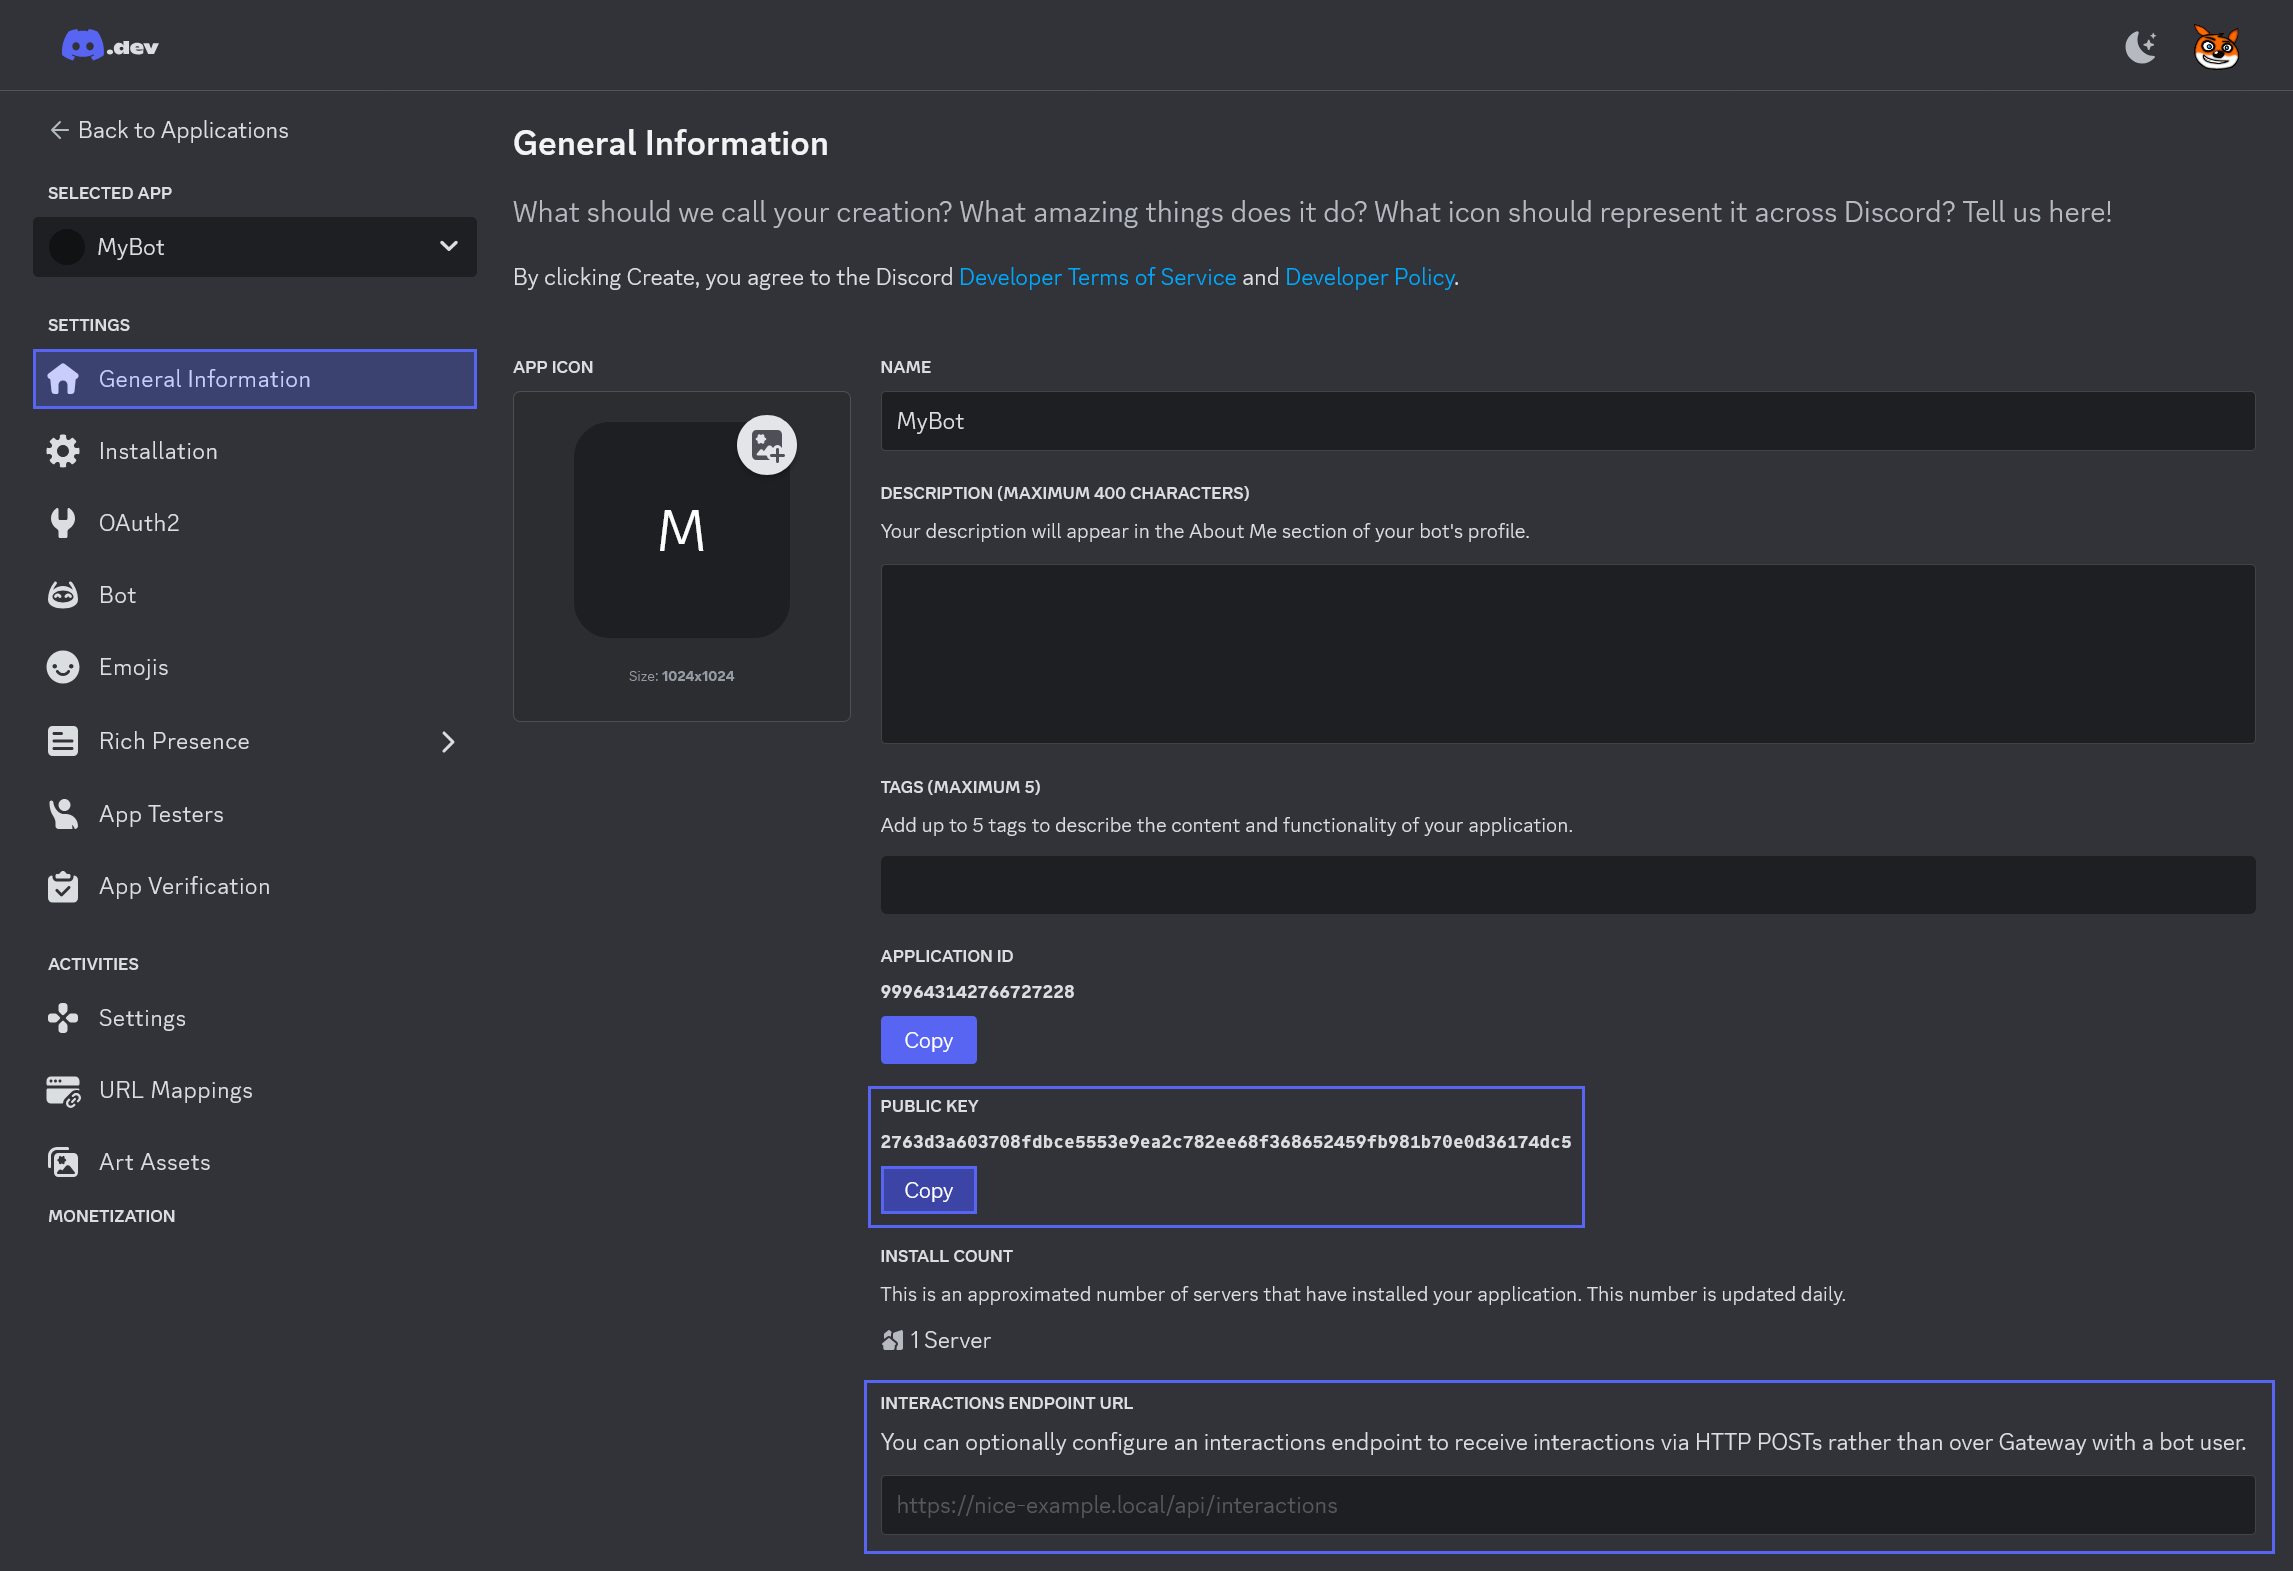 .dev
Back to Applications
SELECTED APP
MyBot
SETTINGS
General Information
Installation
OAuth2
Bot
Emojis
Rich Presence
App Testers
App Verification
ACTIVITIES
Settings
URL Mappings
Art Assets
MONETIZATION
General Information
What should we call your creation? What amazing things does it do? What icon should represent it across Discord? Tell us here!
By clicking Create, you agree to the Discord Developer Terms of Service and Developer Policy.
APP ICON
M
Size: 1024x1024
NAME
MyBot
DESCRIPTION (MAXIMUM 400 CHARACTERS)
Your description will appear in the About Me section of your bot's profile.
TAGS (MAXIMUM 5)
Add up to 5 tags to describe the content and functionality of your application.
APPLICATION ID
999643142766727228
Copy
PUBLIC KEY
2763d3a603708fdbce5553e9ea2c782ee68f368652459fb981b70e0d36174dc5
Copy
INSTALL COUNT
This is an approximated number of servers that have installed your application. This number is updated daily.
1 Server
INTERACTIONS ENDPOINT URL
You can optionally configure an interactions endpoint to receive interactions via HTTP POSTs rather than over Gateway with a bot user.
https://nice-example.local/api/interactions